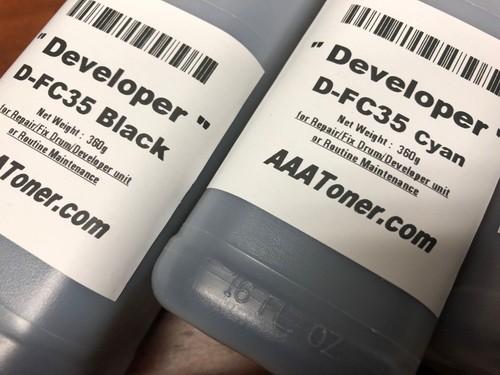 " Developer "
D-FC35 Black
Net Weight : 360g
for Repair/Fix Drum/Developer unit
or Routine Maintenance
AAAToner.com
" Developer
D-FC35 Cyan
Net Weight : 360g
for Repair/Fix Drum/Developer unit
or Routine Maintenance
AAAToner.com
16 FL. OZ